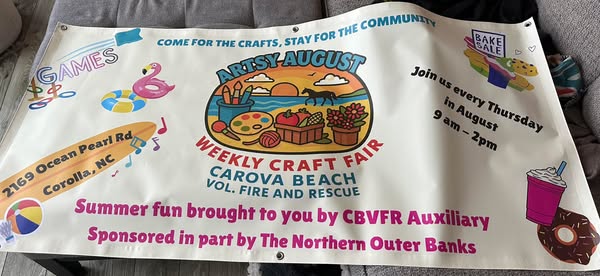 COME FOR THE CRAFTS, STAY FOR THE COMMUNITY
GAMES
ARTSY AUGUST
BAKE
SALE
Join us every Thursday
in August
9 am – 2pm
2169 Ocean Pearl Rd
Corolla, NC
WEEKLY CRAFT FAIR
CAROVA BEACH
VOL. FIRE AND RESCUE
Summer fun brought to you by CBVFR Auxiliary
Sponsored in part by The Northern Outer Banks